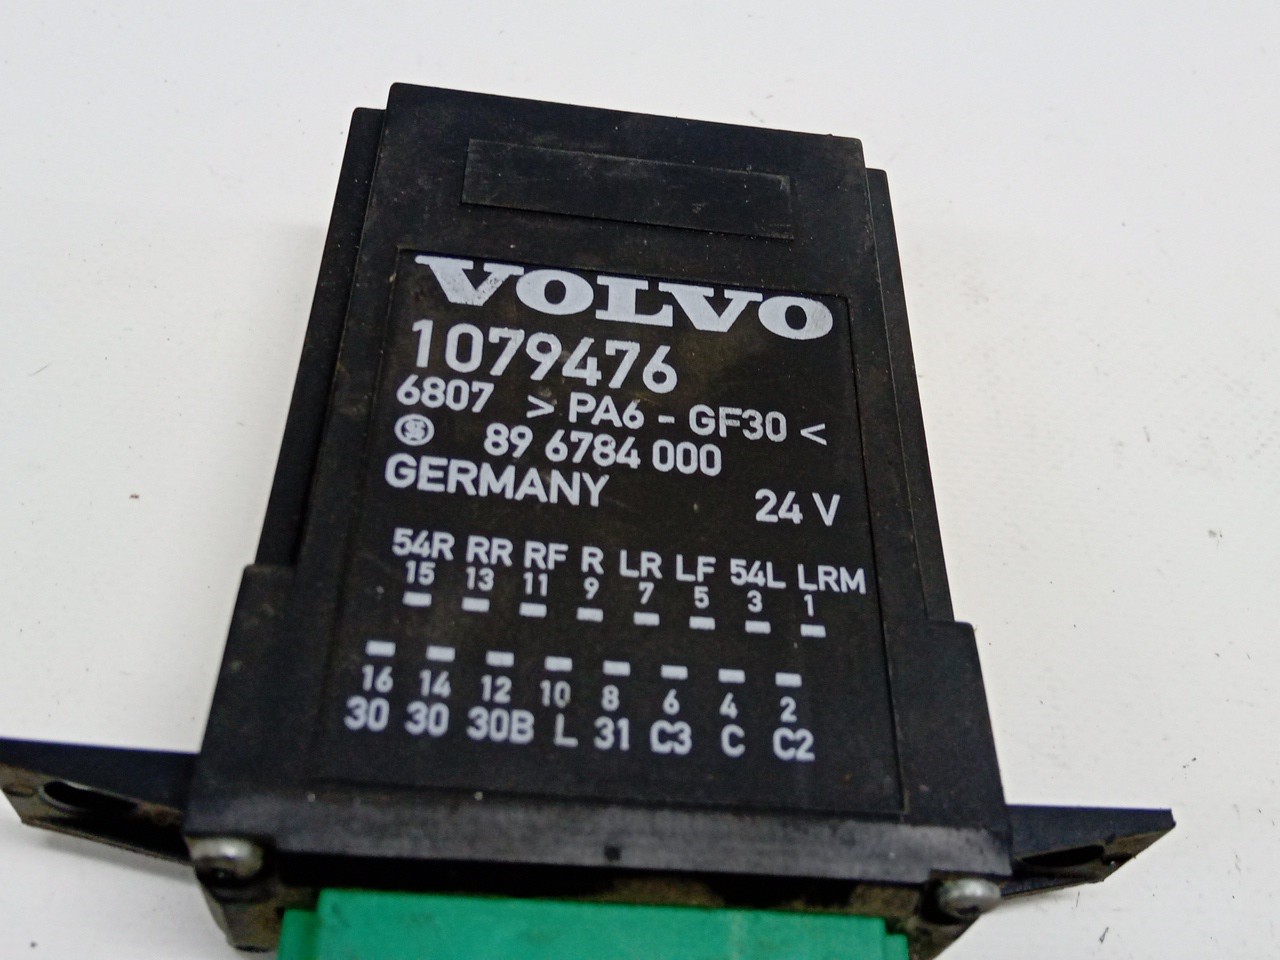 VOLVO
1079476
6807 > PA6 - GF30 <
89 6784 000
GERMANY 24 V
54R RR RF R LR LF 54L LRM
15 13 11 9 7 5 3 1
16 14 12 10 8 6 4 2
30 30 30B L 31 C3 C C2